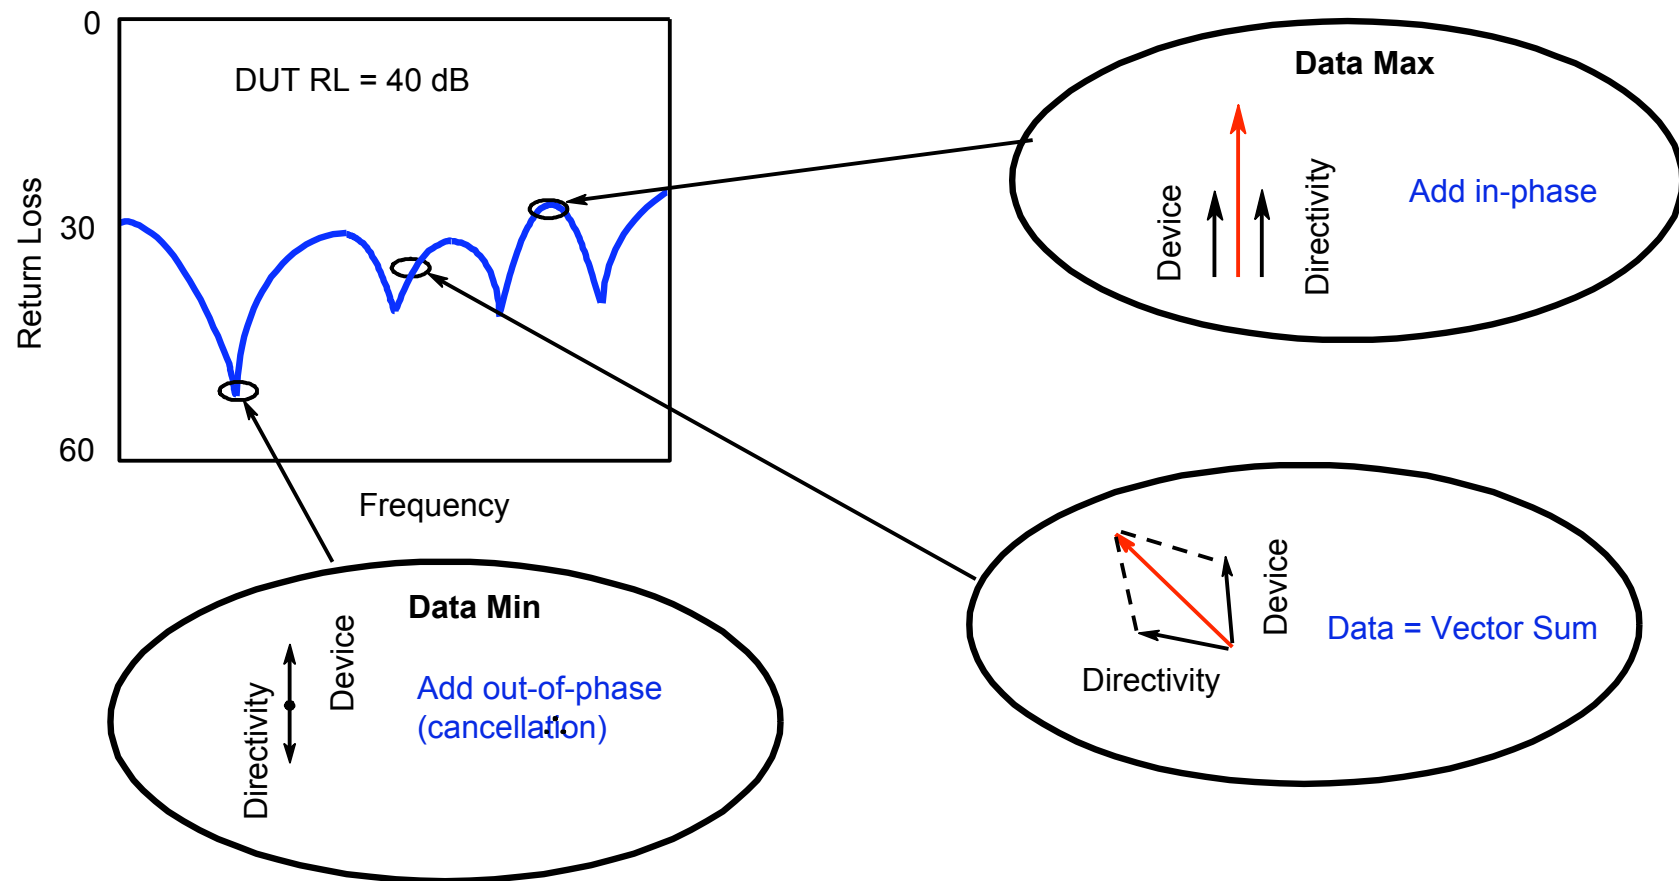 0
DUT RL = 40 dB
30
60
Return Loss
Frequency
Data Max
Device
Directivity
Add in-phase
Device
Directivity
Data = Vector Sum
Data Min
Device
Directivity
Add out-of-phase
(cancellation)